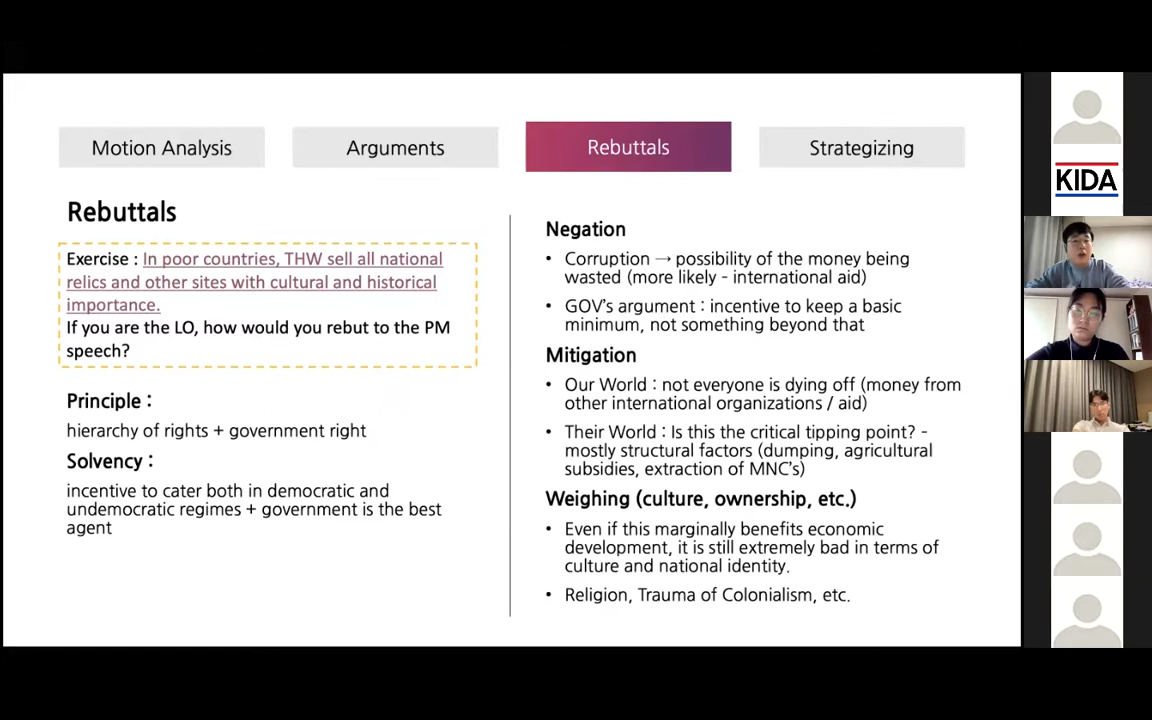 Motion Analysis
Arguments
Rebuttals
Strategizing
Rebuttals
Exercise : In poor countries, THW sell all national
relics and other sites with cultural and historical
importance.
If you are the LO, how would you rebut to the PM
speech?
Principle :
hierarchy of rights + government right
Solvency :
incentive to cater both in democratic and
undemocratic regimes + government is the best
agent
Negation
• Corruption → possibility of the money being
wasted (more likely - international aid)
• GOV's argument : incentive to keep a basic
minimum, not something beyond that
Mitigation
• Our World : not everyone is dying off (money from
other international organizations / aid)
• Their World : Is this the critical tipping point? -
mostly structural factors (dumping, agricultural
subsidies, extraction of MNC's)
Weighing (culture, ownership, etc.)
• Even if this marginally benefits economic
development, it is still extremely bad in terms of
culture and national identity.
• Religion, Trauma of Colonialism, etc.
KIDA